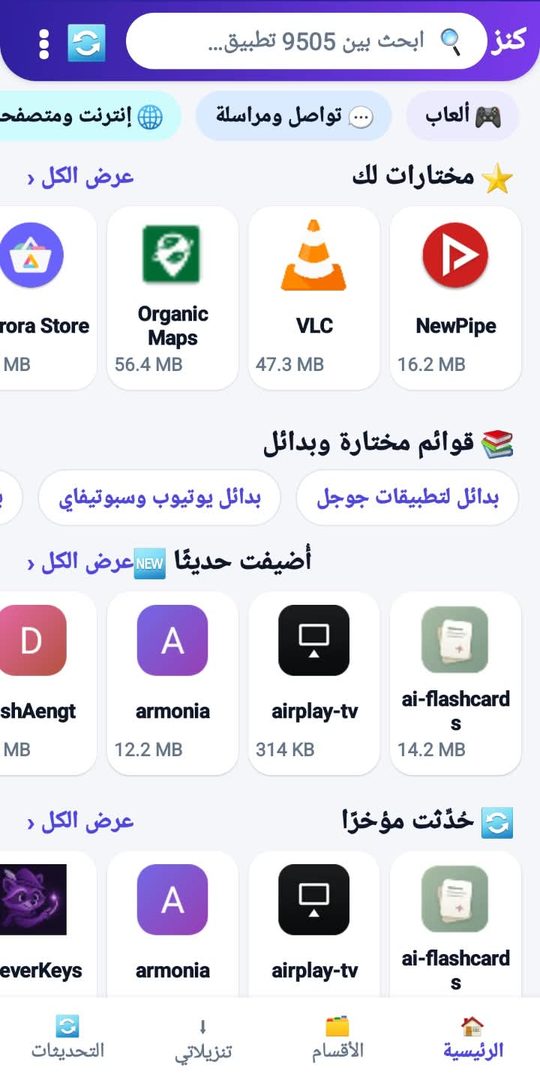 كنز
ابحث بين 9505 تطبيق...
ألعاب
تواصل ومراسلة
إنترنت ومتصفح
مختارات لك
عرض الكل ‹
NewPipe
16.2 MB
VLC
47.3 MB
Organic
Maps
56.4 MB
rora Store
MB
قوائم مختارة وبدائل
بدائل لتطبيقات جوجل
بدائل يوتيوب وسبوتيفاي
أضيفت حديثًا
NEW
عرض الكل ‹
ai-flashcard
s
14.2 MB
airplay-tv
314 KB
A
armonia
12.2 MB
D
shAengt
MB
حُدِّثت مؤخرًا
عرض الكل ‹
ai-flashcard
s
airplay-tv
A
armonia
everKeys
الرئيسية
الأقسام
تنزيلاتي
التحديثات